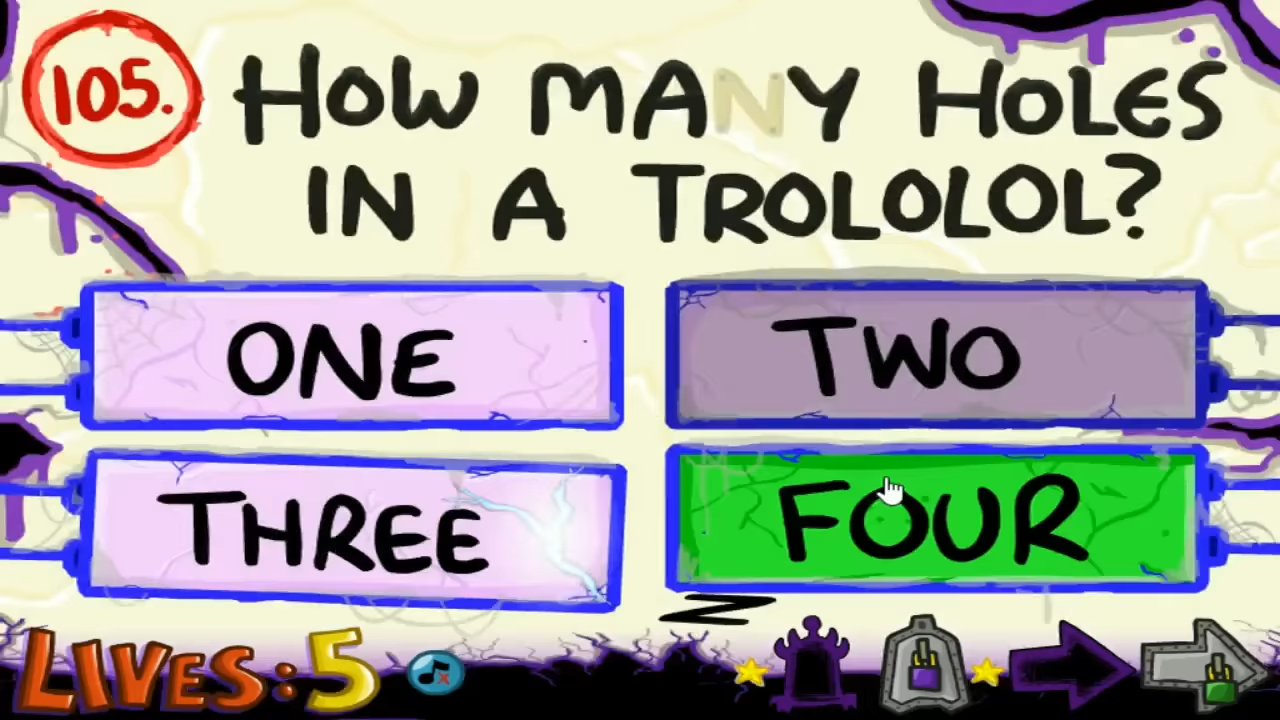 105.
HOW MANY HOLES
IN A TROLOLOL?
ONE
TWO
THREE
FOUR
Z
LIVES: 5